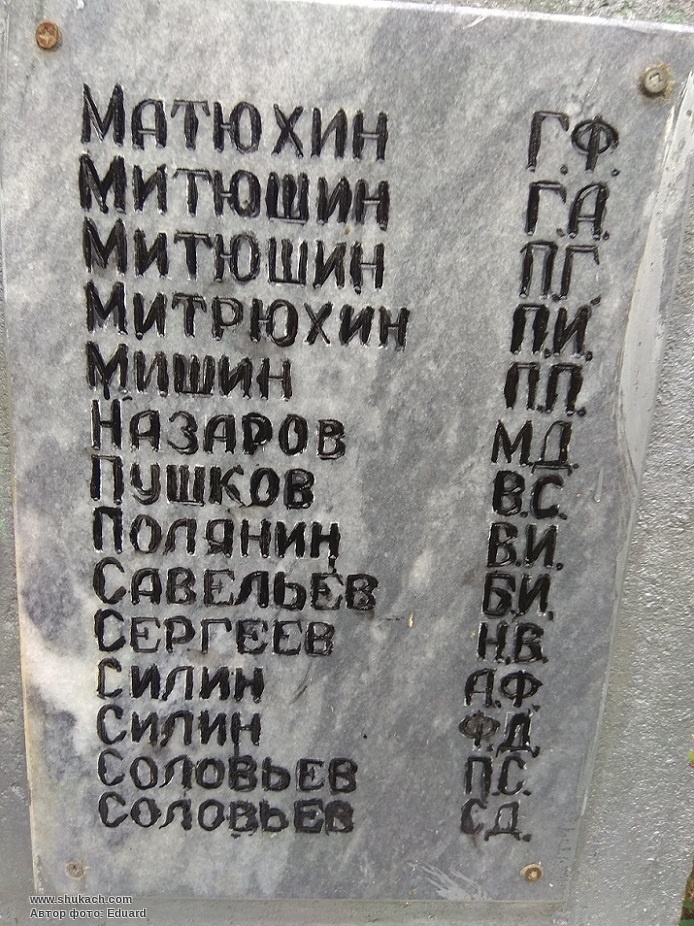 МАТЮХИН Г.Ф.
МИТЮШИН Г.А.
МИТЮШИН П.Г.
МИТРЮХИН П.И.
МИШИН П.П.
НАЗАРОВ М.Д.
ПУШКОВ В.С.
ПОЛЯНИН В.И.
САВЕЛЬЕВ Б.И.
СЕРГЕЕВ Н.В.
СИЛИН А.Ф.
СИЛИН Ф.Д.
СОЛОВЬЕВ П.С.
СОЛОВЬЕВ С.Д.
www.shukach.com
Автор фото: Eduard